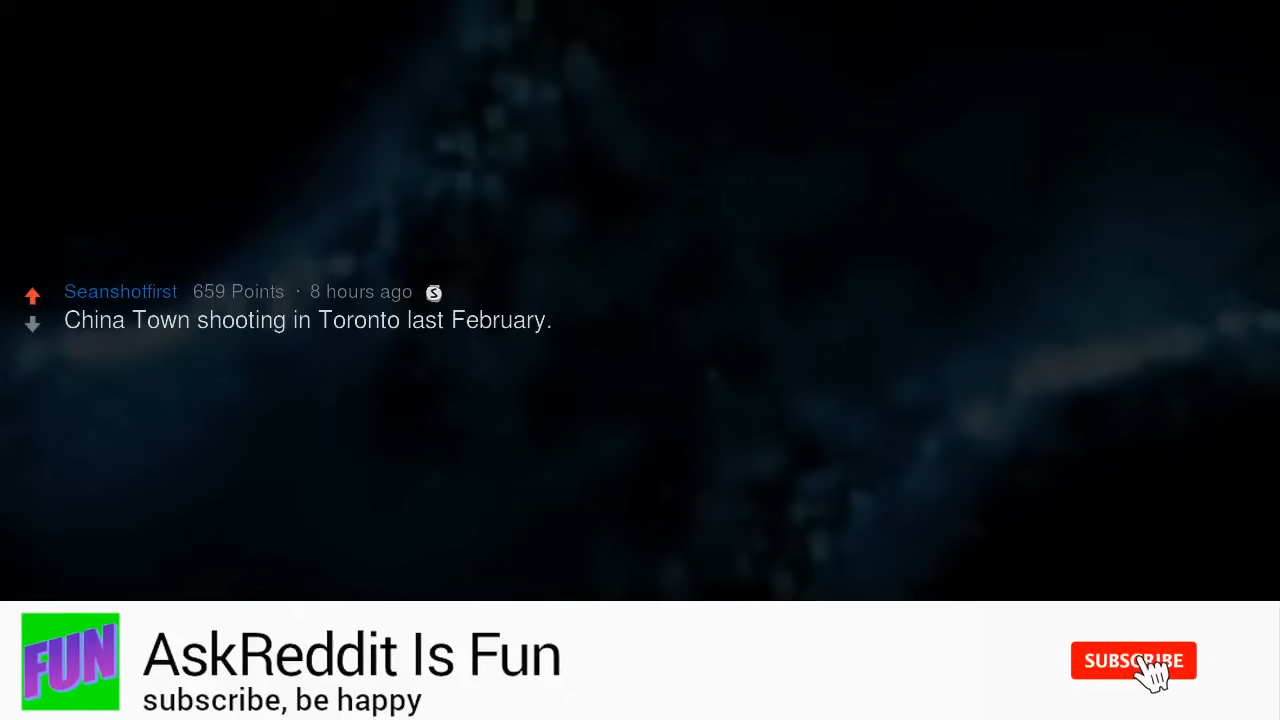 Seanshotfirst 659 Points · 8 hours ago S
China Town shooting in Toronto last February.
FUN
AskReddit Is Fun
subscribe, be happy
SUBSCRIBE